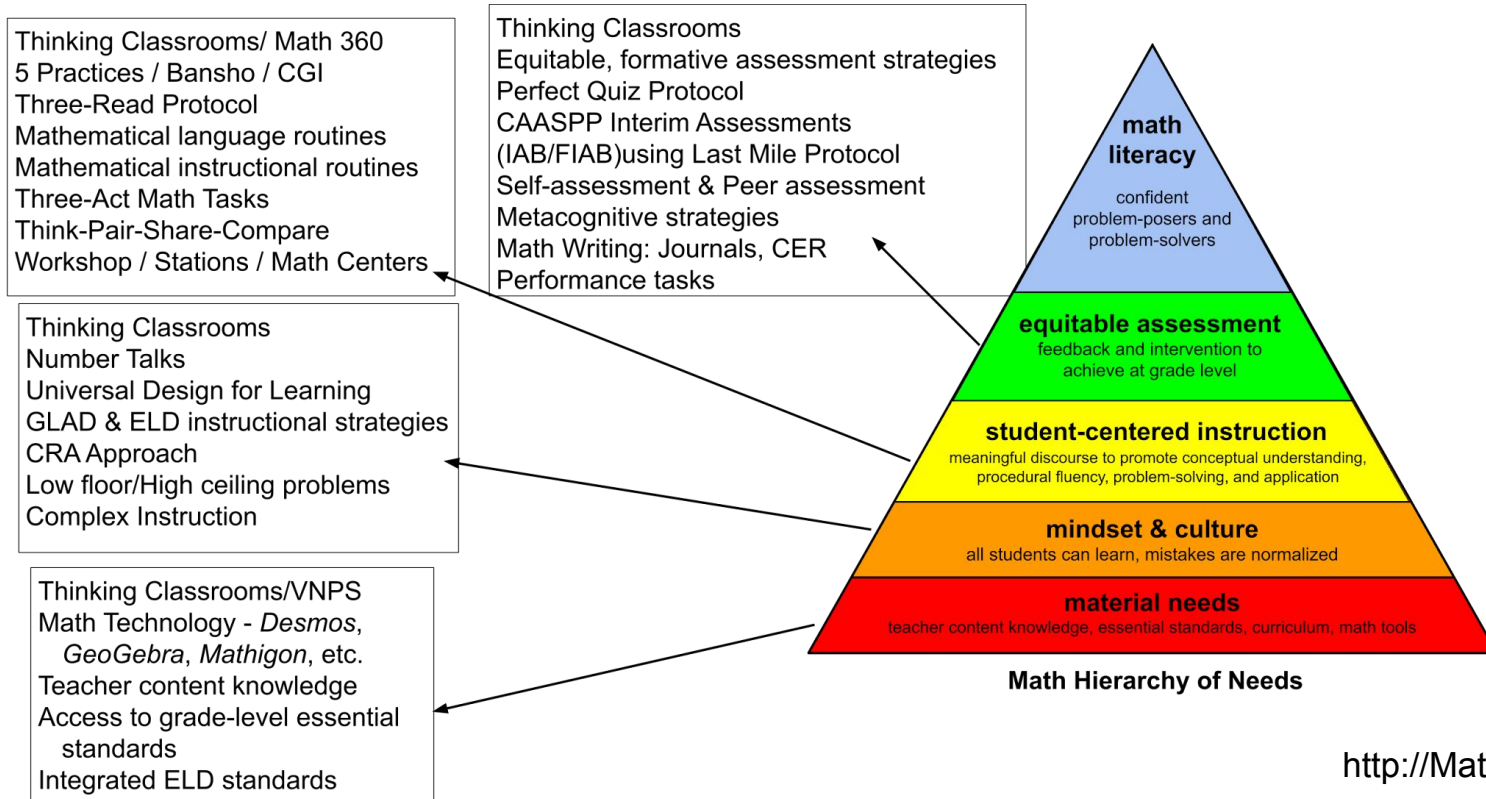 Thinking Classrooms/ Math 360
5 Practices / Bansho / CGI
Three-Read Protocol
Mathematical language routines
Mathematical instructional routines
Three-Act Math Tasks
Think-Pair-Share-Compare
Workshop / Stations / Math Centers
Thinking Classrooms
Equitable, formative assessment strategies
Perfect Quiz Protocol
CAASPP Interim Assessments
(IAB/FIAB)using Last Mile Protocol
Self-assessment & Peer assessment
Metacognitive strategies
Math Writing: Journals, CER
Performance tasks
Thinking Classrooms
Number Talks
Universal Design for Learning
GLAD & ELD instructional strategies
CRA Approach
Low floor/High ceiling problems
Complex Instruction
Thinking Classrooms/VNPS
Math Technology - Desmos,
GeoGebra, Mathigon, etc.
Teacher content knowledge
Access to grade-level essential
standards
Integrated ELD standards
math
literacy
confident
problem-posers and
problem-solvers
equitable assessment
feedback and intervention to
achieve at grade level
student-centered instruction
meaningful discourse to promote conceptual understanding,
procedural fluency, problem-solving, and application
mindset & culture
all students can learn, mistakes are normalized
material needs
teacher content knowledge, essential standards, curriculum, math tools
Math Hierarchy of Needs
http://Mat